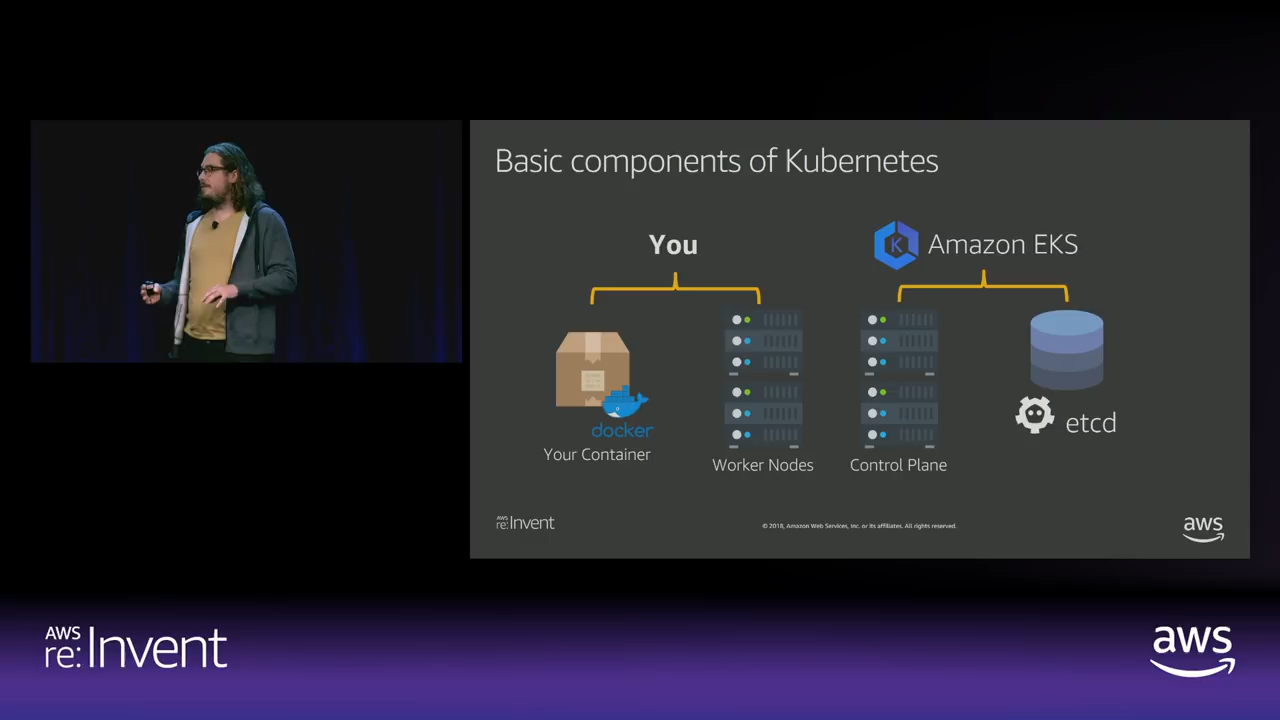 Basic components of Kubernetes
You
Amazon EKS
docker
Your Container
Worker Nodes
Control Plane
etcd
AWS
re:Invent
© 2018, Amazon Web Services, Inc. or its affiliates. All rights reserved.
aws
AWS
re:Invent
aws